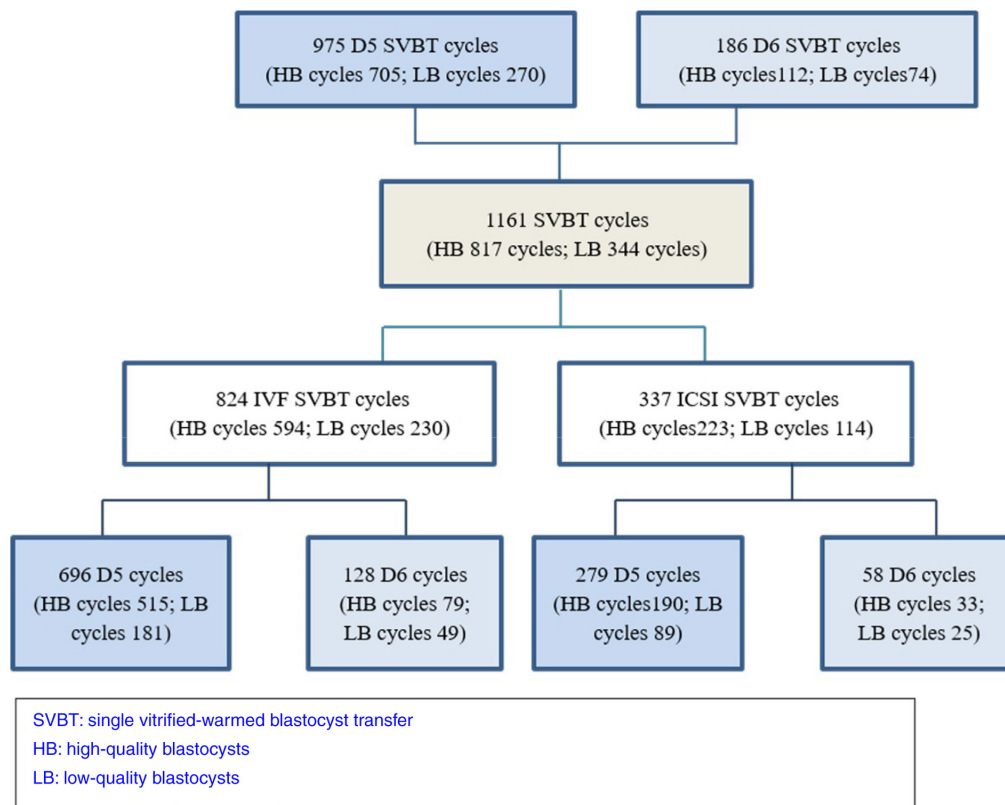 975 D5 SVBT cycles
(HB cycles 705; LB cycles 270)
186 D6 SVBT cycles
(HB cycles112; LB cycles74)
1161 SVBT cycles
(HB 817 cycles; LB 344 cycles)
824 IVF SVBT cycles
(HB cycles 594; LB cycles 230)
337 ICSI SVBT cycles
(HB cycles223; LB cycles 114)
696 D5 cycles
(HB cycles 515; LB
cycles 181)
128 D6 cycles
(HB cycles 79;
LB cycles 49)
279 D5 cycles
(HB cycles190; LB
cycles 89)
58 D6 cycles
(HB cycles 33;
LB cycles 25)
SVBT: single vitrified-warmed blastocyst transfer
HB: high-quality blastocysts
LB: low-quality blastocysts